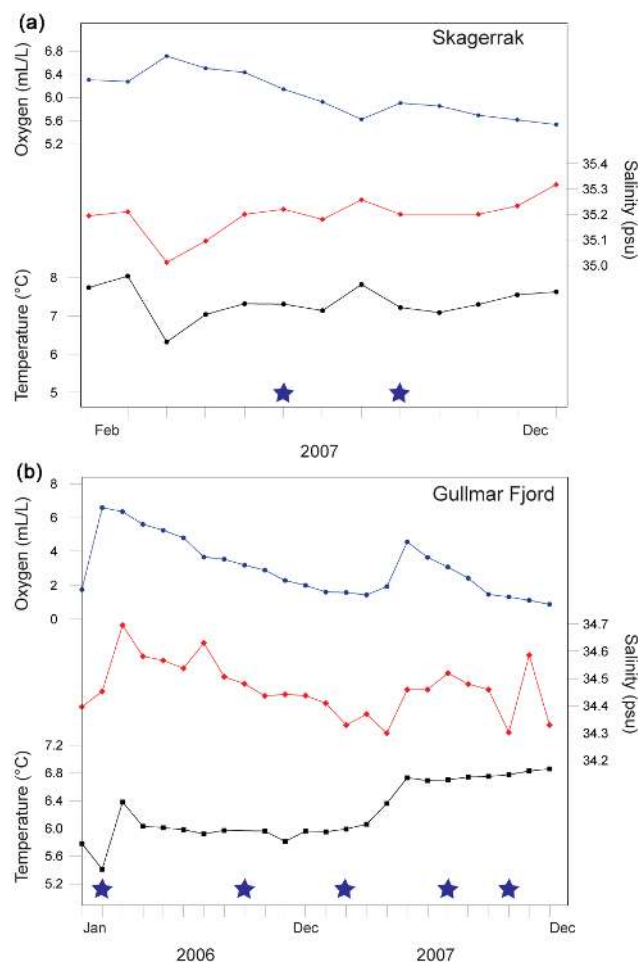 (a)
Skagerrak
Oxygen (mL/L)
6.8
6.4
6.0
5.6
5.2
Salinity (psu)
35.4
35.3
35.2
35.1
35.0
Temperature (°C)
8
7
6
5
Feb
Dec
2007
(b)
Gullmar Fjord
Oxygen (mL/L)
8
6
4
2
0
Salinity (psu)
34.7
34.6
34.5
34.4
34.3
34.2
Temperature (°C)
7.2
6.8
6.4
6.0
5.6
5.2
Jan
Dec
Dec
2006
2007